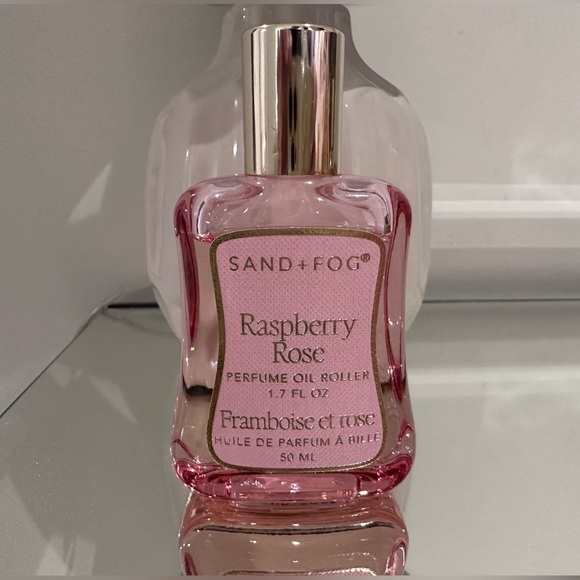 SAND+FOG®
Raspberry
Rose
PERFUME OIL ROLLER
1.7 FL OZ
Framboise et rose
HUILE DE PARFUM À BILLE
50 ML